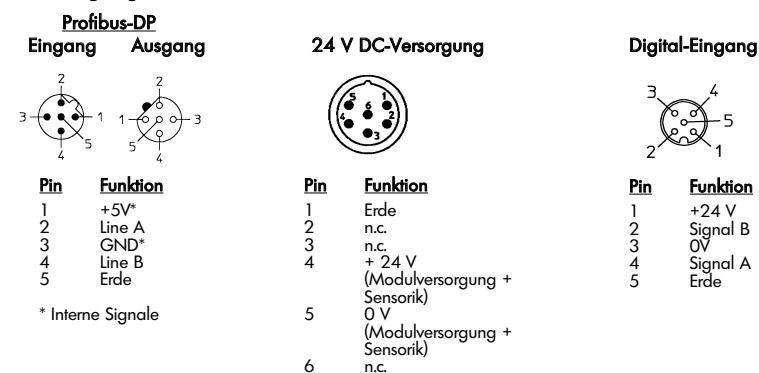 Profibus-DP
Eingang Ausgang
2
3 1
4 5
2
1 3
5 4
Pin Funktion
1 +5V*
2 Line A
3 GND*
4 Line B
5 Erde
* Interne Signale
24 V DC-Versorgung
5 1
6
4 2
3
Pin Funktion
1 Erde
2 n.c.
3 n.c.
4 + 24 V
(Modulversorgung +
Sensorik)
5 0 V
(Modulversorgung +
Sensorik)
6 n.c.
Digital-Eingang
3 4
5
2 1
Pin Funktion
1 +24 V
2 Signal B
3 0V
4 Signal A
5 Erde